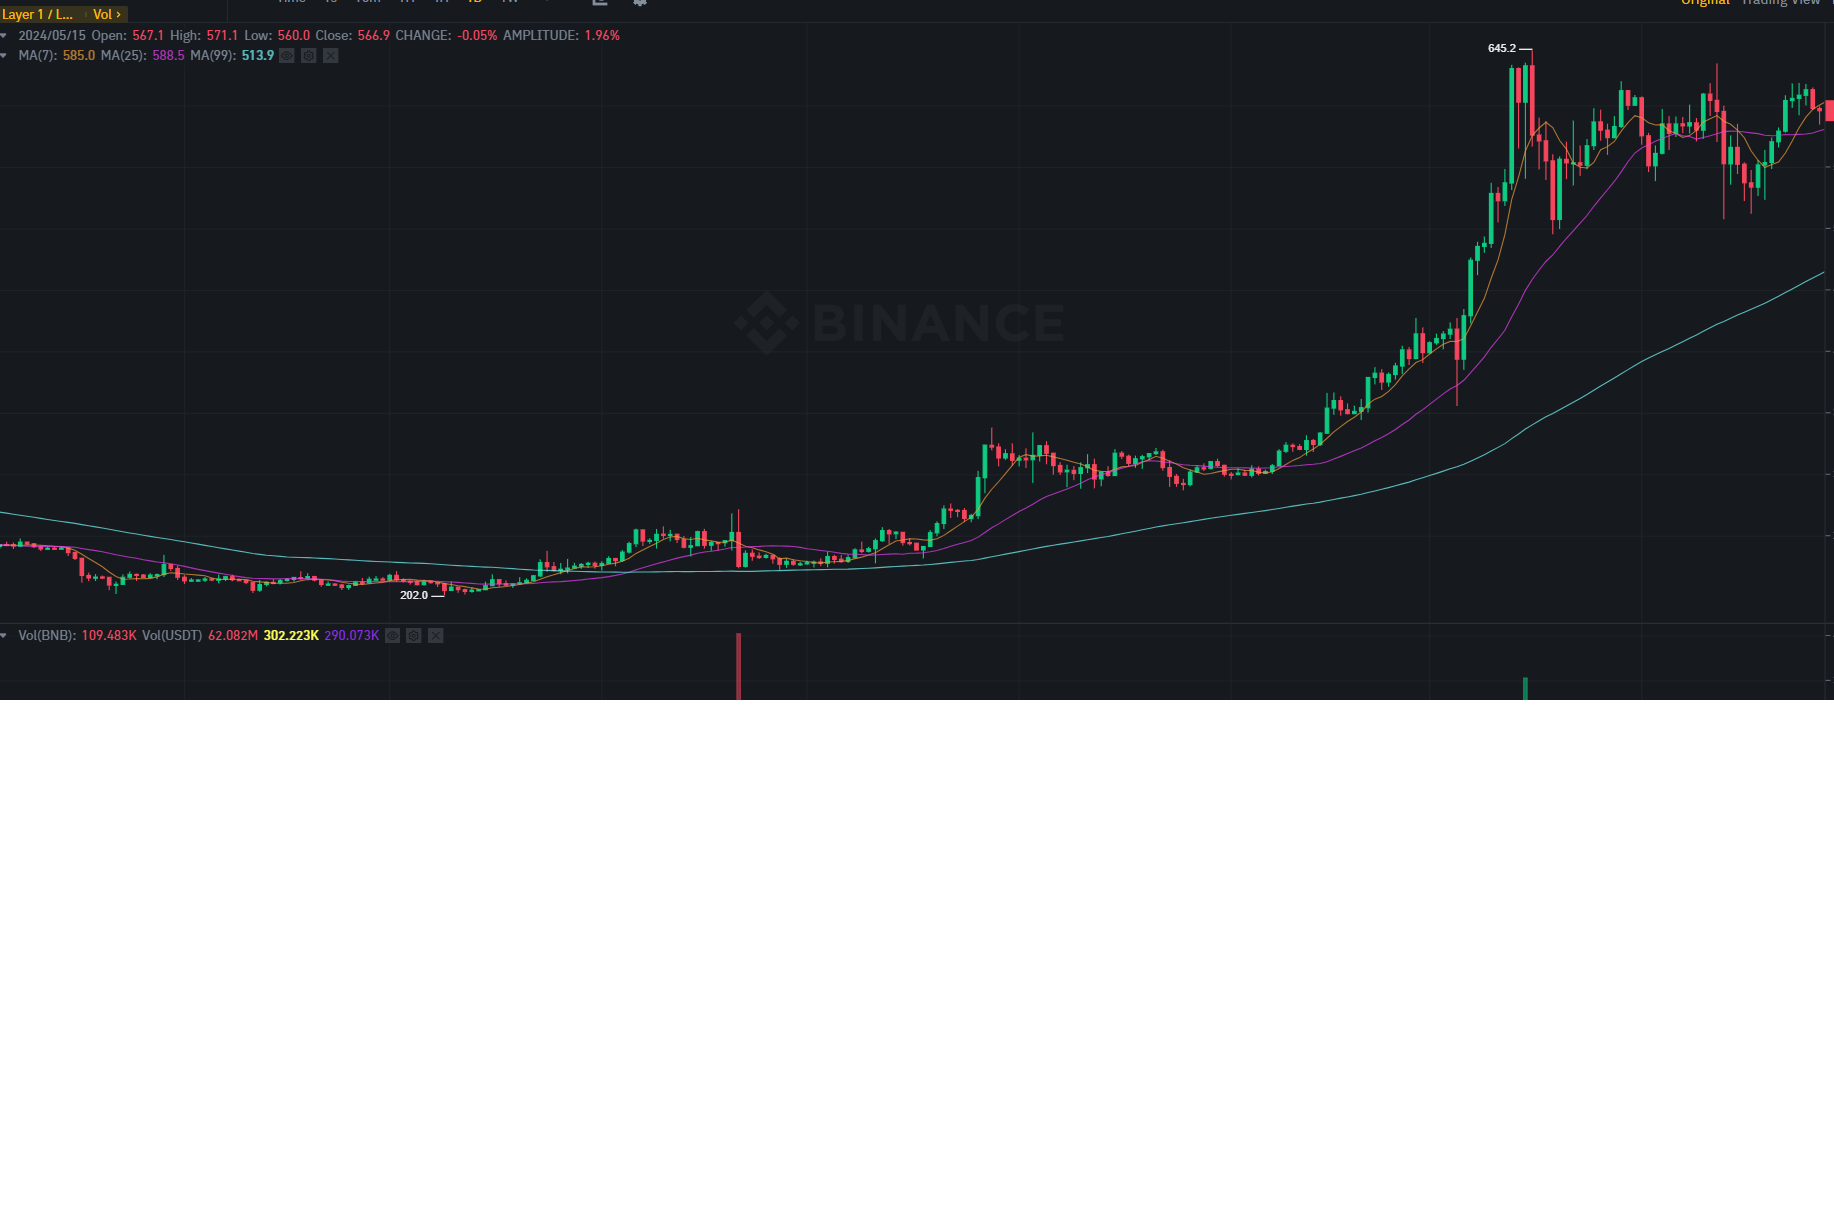 Original
Layer 1 / L... Vol ›
2024/05/15 Open: 567.1 High: 571.1 Low: 560.0 Close: 566.9 CHANGE: -0.05% AMPLITUDE: 1.96%
MA(7): 585.0 MA(25): 588.5 MA(99): 513.9
645.2
BINANCE
202.0
Vol(BNB): 109.483K Vol(USDT) 62.082M 302.223K 290.073K